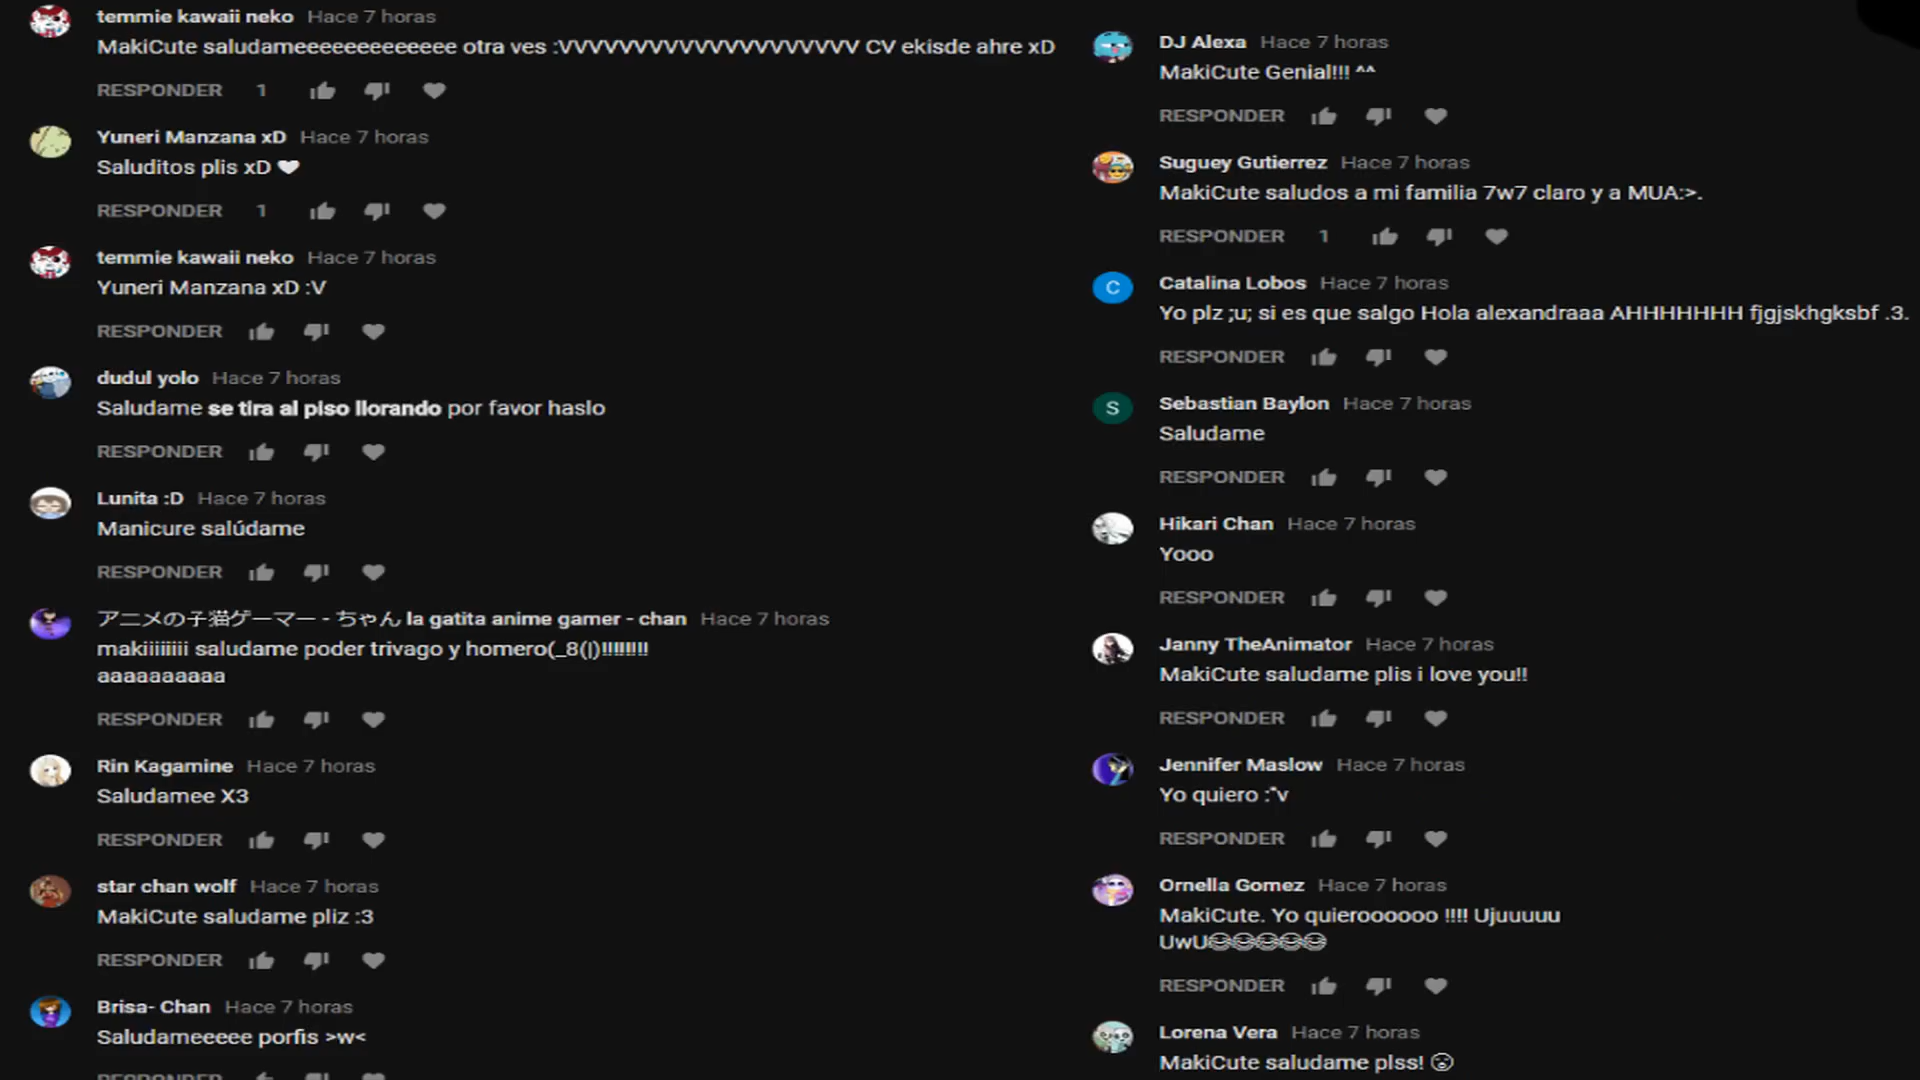 temmie kawaii neko Hace 7 horas
MakiCute saludameeeeeeeeeeeeee otra ves :VVVVVVVVVVVVVVVVVVVV CV ekisde ahre xD
RESPONDER 1
Yuneri Manzana xD Hace 7 horas
Saluditos plis xD ❤
RESPONDER 1
temmie kawaii neko Hace 7 horas
Yuneri Manzana xD :V
RESPONDER
dudul yolo Hace 7 horas
Saludame se tira al piso llorando por favor haslo
RESPONDER
Lunita :D Hace 7 horas
Manicure salúdame
RESPONDER
アニメの子猫ゲーマー - ちゃん la gatita anime gamer - chan Hace 7 horas
makiiiiiiiii saludame poder trivago y homero(_8(|)!!!!!!!!
aaaaaaaaaa
RESPONDER
Rin Kagamine Hace 7 horas
Saludamee X3
RESPONDER
star chan wolf Hace 7 horas
MakiCute saludame pliz :3
RESPONDER
Brisa- Chan Hace 7 horas
Saludameeeee porfis >w<
RESPONDER
DJ Alexa Hace 7 horas
MakiCute Genial!!! ^^
RESPONDER
Suguey Gutierrez Hace 7 horas
MakiCute saludos a mi familia 7w7 claro y a MUA:>.
RESPONDER 1
Catalina Lobos Hace 7 horas
Yo plz ;u; si es que salgo Hola alexandraaa AHHHHHHH fjgjskhgksbf .3.
RESPONDER
Sebastian Baylon Hace 7 horas
Saludame
RESPONDER
Hikari Chan Hace 7 horas
Yooo
RESPONDER
Janny TheAnimator Hace 7 horas
MakiCute saludame plis i love you!!
RESPONDER
Jennifer Maslow Hace 7 horas
Yo quiero :"v
RESPONDER
Ornella Gomez Hace 7 horas
MakiCute. Yo quieroooooo !!!! Ujuuuuu
UwU😂😂😂😂😂
RESPONDER
Lorena Vera Hace 7 horas
MakiCute saludame plss! 😘